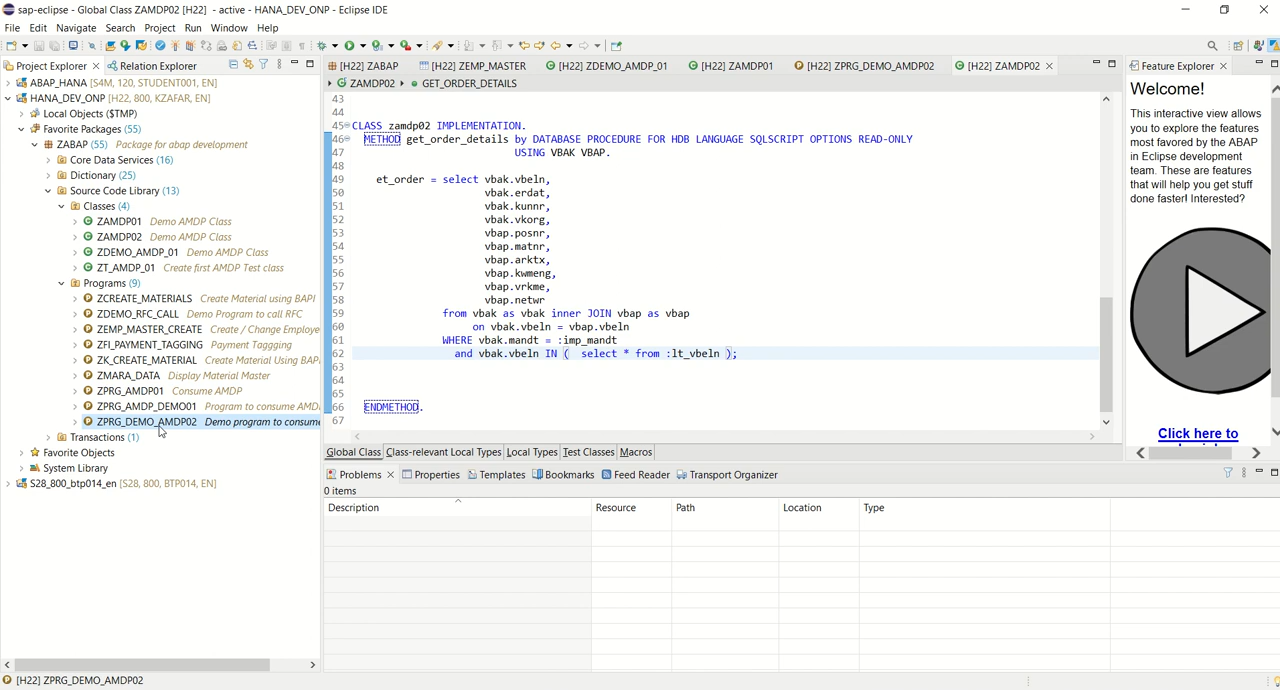 sap-eclipse - Global Class ZAMDP02 [H22]  - active - HANA_DEV_ONP - Eclipse IDE
File Edit Navigate Search Project Run Window Help
Project Explorer
Relation Explorer
ABAP_HANA [S4M, 120, STUDENT001, EN]
HANA_DEV_ONP [H22, 800, KZAFAR, EN]
Local Objects ($TMP)
Favorite Packages (55)
ZABAP (55) Package for abap development
Core Data Services (16)
Dictionary (25)
Source Code Library (13)
Classes (4)
ZAMDP01 Demo AMDP Class
ZAMDP02 Demo AMDP Class
ZDEMO_AMDP_01 Demo AMDP Class
ZT_AMDP_01 Create first AMDP Test class
Programs (9)
ZCREATE_MATERIALS Create Material using BAPI
ZDEMO_RFC_CALL Demo Program to call RFC
ZEMP_MASTER_CREATE Create / Change Employe
ZFI_PAYMENT_TAGGING Payment Taggging
ZK_CREATE_MATERIAL Create Material Using BAP
ZMARA_DATA Display Material Master
ZPRG_AMDP01 Consume AMDP
ZPRG_AMDP_DEMO01 Program to consume AMD
ZPRG_DEMO_AMDP02 Demo program to consume
Transactions (1)
Favorite Objects
System Library
S28_800_btp014_en [S28, 800, BTP014, EN]
[H22] ZABAP
[H22] ZEMP_MASTER
[H22] ZDEMO_AMDP_01
[H22] ZAMDP01
[H22] ZPRG_DEMO_AMDP02
[H22] ZAMDP02
ZAMDP02 GET_ORDER_DETAILS
43
44
45 CLASS zamdp02 IMPLEMENTATION.
46 METHOD get_order_details by DATABASE PROCEDURE FOR HDB LANGUAGE SQLSCRIPT OPTIONS READ-ONLY
47 USING VBAK VBAP.
48
49 et_order = select vbak.vbeln,
50 vbak.erdat,
51 vbak.kunnr,
52 vbak.vkorg,
53 vbap.posnr,
54 vbap.matnr,
55 vbap.arktx,
56 vbap.kwmeng,
57 vbap.vrkme,
58 vbap.netwr
59 from vbak as vbak inner JOIN vbap as vbap
60 on vbak.vbeln = vbap.vbeln
61 WHERE vbak.mandt = :imp_mandt
62 and vbak.vbeln IN (  select * from :lt_vbeln );
63
64
65
66 ENDMETHOD.
67
Global Class Class-relevant Local Types Local Types Test Classes Macros
Feature Explorer
Welcome!
This interactive view allows
you to explore the features
most favored by the ABAP
in Eclipse development
team. These are features
that will help you get stuff
done faster! Interested?
Click here to
Problems Properties Templates Bookmarks Feed Reader Transport Organizer
0 items
Description Resource Path Location Type
[H22] ZPRG_DEMO_AMDP02